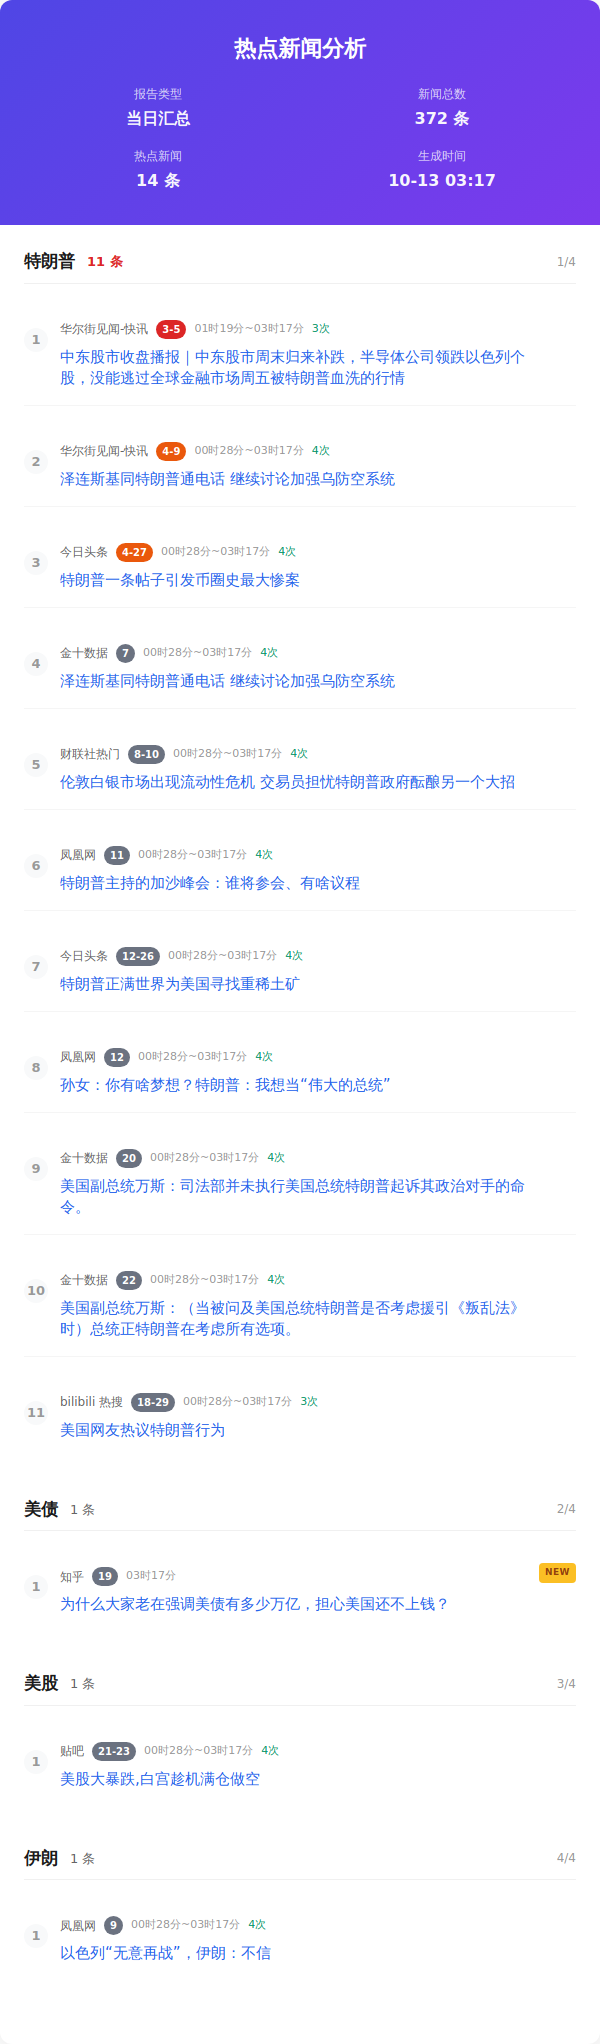 热点新闻分析
报告类型
新闻总数
当日汇总
372 条
热点新闻
生成时间
14 条
10-13 03:17
特朗普 11 条 1/4
1
华尔街见闻-快讯 3-5 01时19分~03时17分 3次
中东股市收盘播报｜中东股市周末归来补跌，半导体公司领跌以色列个
股，没能逃过全球金融市场周五被特朗普血洗的行情
2
华尔街见闻-快讯 4-9 00时28分~03时17分 4次
泽连斯基同特朗普通电话 继续讨论加强乌防空系统
3
今日头条 4-27 00时28分~03时17分 4次
特朗普一条帖子引发币圈史最大惨案
4
金十数据 7 00时28分~03时17分 4次
泽连斯基同特朗普通电话 继续讨论加强乌防空系统
5
财联社热门 8-10 00时28分~03时17分 4次
伦敦白银市场出现流动性危机 交易员担忧特朗普政府酝酿另一个大招
6
凤凰网 11 00时28分~03时17分 4次
特朗普主持的加沙峰会：谁将参会、有啥议程
7
今日头条 12-26 00时28分~03时17分 4次
特朗普正满世界为美国寻找重稀土矿
8
凤凰网 12 00时28分~03时17分 4次
孙女：你有啥梦想？特朗普：我想当“伟大的总统”
9
金十数据 20 00时28分~03时17分 4次
美国副总统万斯：司法部并未执行美国总统特朗普起诉其政治对手的命
令。
10
金十数据 22 00时28分~03时17分 4次
美国副总统万斯：（当被问及美国总统特朗普是否考虑援引《叛乱法》
时）总统正特朗普在考虑所有选项。
11
bilibili 热搜 18-29 00时28分~03时17分 3次
美国网友热议特朗普行为
美债 1 条 2/4
1
知乎 19 03时17分 NEW
为什么大家老在强调美债有多少万亿，担心美国还不上钱？
美股 1 条 3/4
1
贴吧 21-23 00时28分~03时17分 4次
美股大暴跌,白宫趁机满仓做空
伊朗 1 条 4/4
1
凤凰网 9 00时28分~03时17分 4次
以色列“无意再战”，伊朗：不信